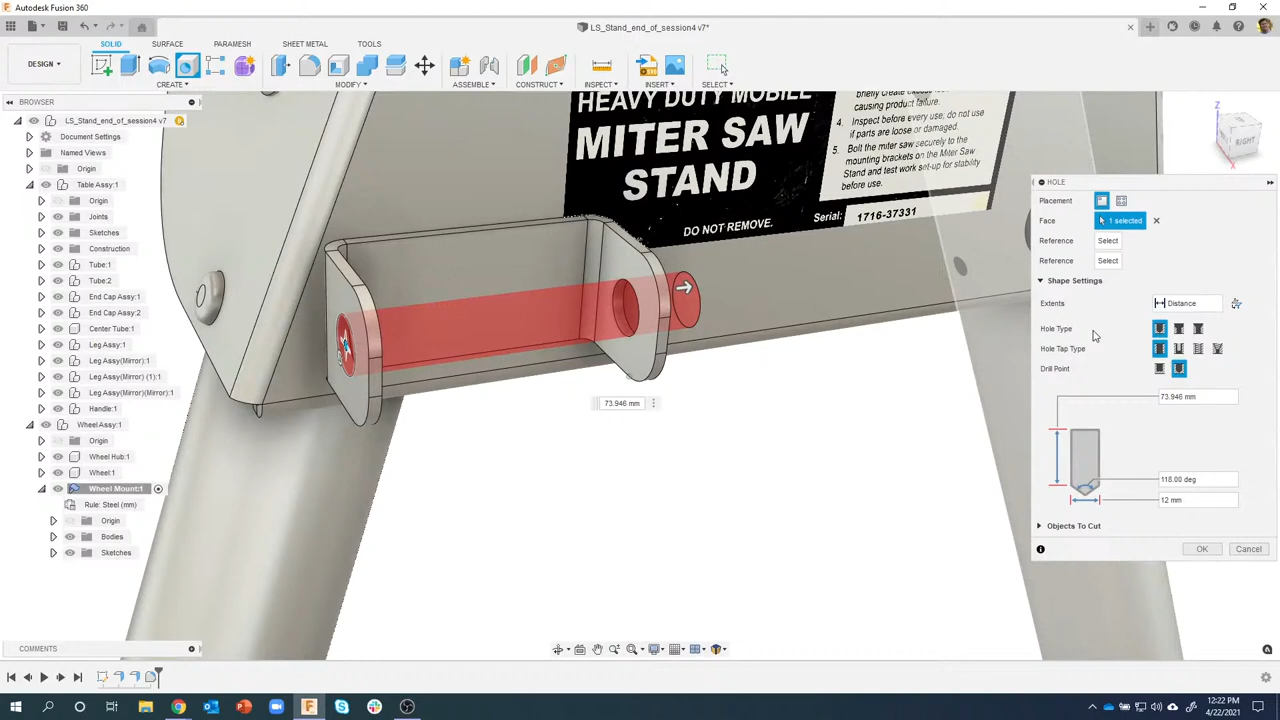 Autodesk Fusion 360
LS_Stand_end_of_session4 v7*
SOLID SURFACE PARAMESH SHEET METAL TOOLS
DESIGN
CREATE MODIFY ASSEMBLE CONSTRUCT INSPECT INSERT SELECT
BROWSER
LS_Stand_end_of_session4 v7
Document Settings
Named Views
Origin
Table Assy:1
Origin
Joints
Sketches
Construction
Tube:1
Tube:2
End Cap Assy:1
End Cap Assy:2
Center Tube:1
Leg Assy:1
Leg Assy(Mirror):1
Leg Assy(Mirror) (1):1
Leg Assy(Mirror)(Mirror):1
Handle:1
Wheel Assy:1
Origin
Wheel Hub:1
Wheel:1
Wheel Mount:1
Rule: Steel (mm)
Origin
Bodies
Sketches
HEAVY DUTY MOBILE
MITER SAW
STAND
DO NOT REMOVE.
causing product failure.
4. Inspect before every use; do not
use if parts are loose or damaged.
5. Bolt the miter saw securely to the
mounting brackets on the Miter Saw
Stand and test work set-up for stability
before use.
Serial: 1716-37331
73.946 mm
Z
RIGHT
X
HOLE
Placement
Face 1 selected
Reference Select
Reference Select
Shape Settings
Extents Distance
Hole Type
Hole Tap Type
Drill Point
73.946 mm
118.00 deg
12 mm
Objects To Cut
OK Cancel
COMMENTS
12:22 PM
4/22/2021